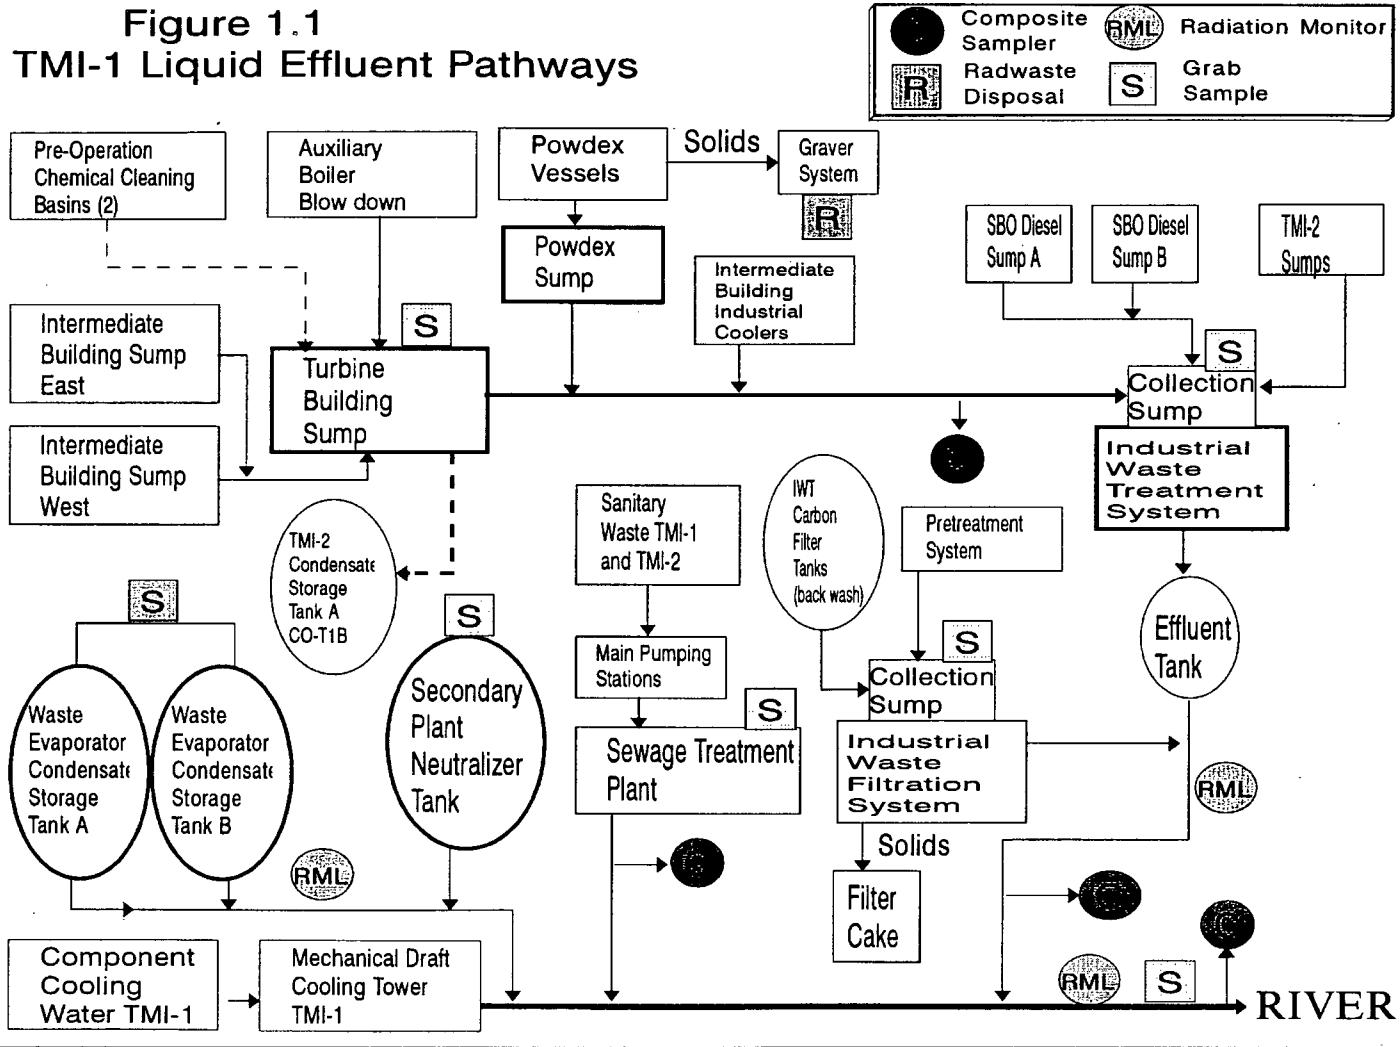 Figure 1.1
TMI-1 Liquid Effluent Pathways
Composite
Sampler
RML
Radiation Monitor
R
Radwaste
Disposal
S
Grab
Sample
Pre-Operation
Chemical Cleaning
Basins (2)
Auxiliary
Boiler
Blow down
Powdex
Vessels
Solids
Graver
System
R
Powdex
Sump
Intermediate
Building
Industrial
Coolers
SBO Diesel
Sump A
SBO Diesel
Sump B
TMI-2
Sumps
Intermediate
Building Sump
East
S
Turbine
Building
Sump
S
Collection
Sump
Industrial
Waste
Treatment
System
Intermediate
Building Sump
West
C
TMI-2
Condensate
Storage
Tank A
CO-T1B
Sanitary
Waste TMI-1
and TMI-2
IWT
Carbon
Filter
Tanks
(back wash)
Pretreatment
System
Effluent
Tank
S
Waste
Evaporator
Condensate
Storage
Tank A
Waste
Evaporator
Condensate
Storage
Tank B
S
Secondary
Plant
Neutralizer
Tank
Main Pumping
Stations
S
Sewage Treatment
Plant
S
Collection
Sump
Industrial
Waste
Filtration
System
RML
RML
C
Solids
Filter
Cake
C
C
Component
Cooling
Water TMI-1
Mechanical Draft
Cooling Tower
TMI-1
RML
S
RIVER